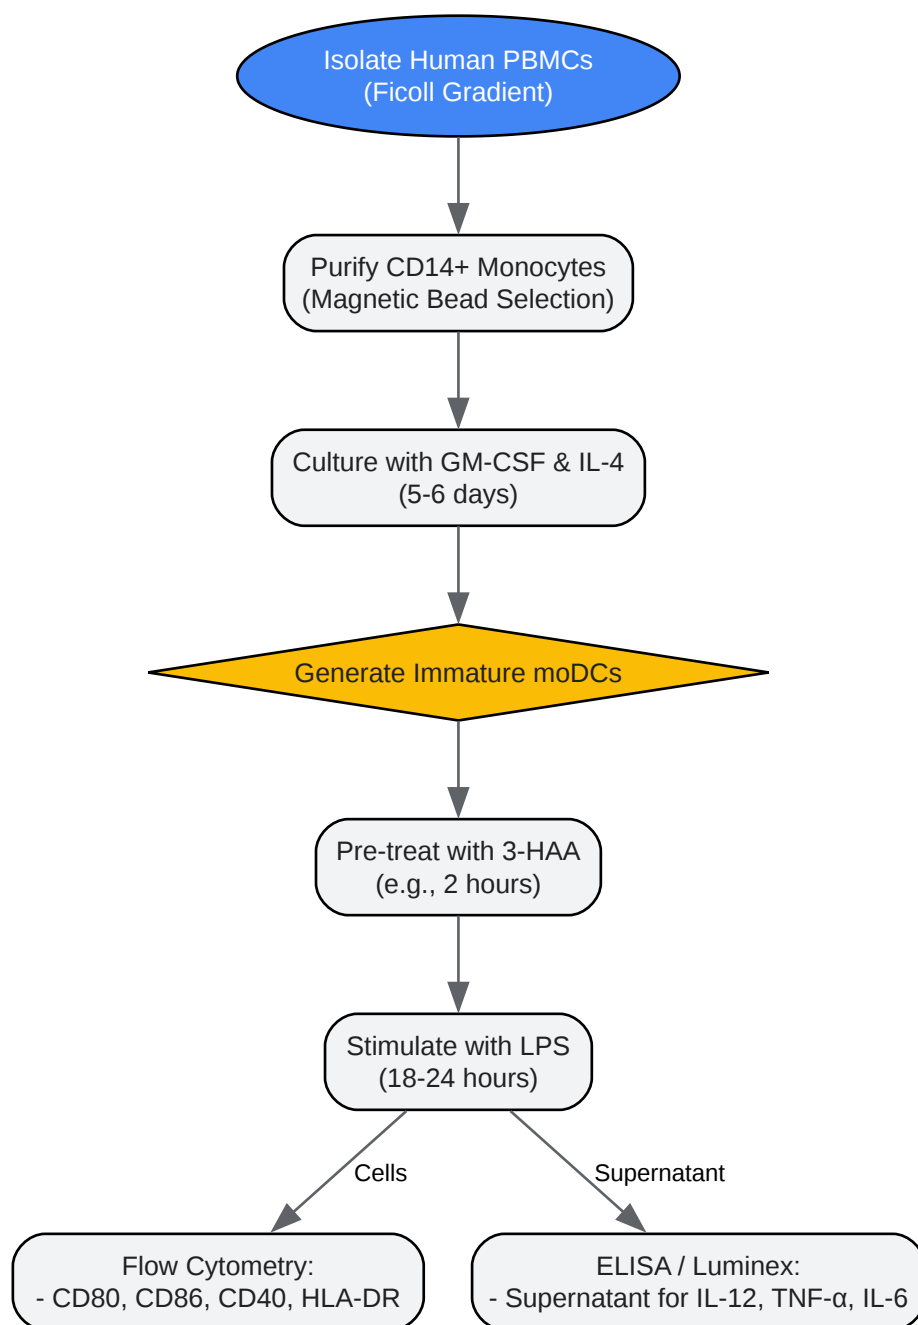 Isolate Human PBMCs
(Ficoll Gradient)
Purify CD14+ Monocytes
(Magnetic Bead Selection)
Culture with GM-CSF & IL-4
(5-6 days)
Generate Immature moDCs
Pre-treat with 3-HAA
(e.g., 2 hours)
Stimulate with LPS
(18-24 hours)
Cells
Supernatant
Flow Cytometry:
- CD80, CD86, CD40, HLA-DR
ELISA / Luminex:
- Supernatant for IL-12, TNF-α, IL-6